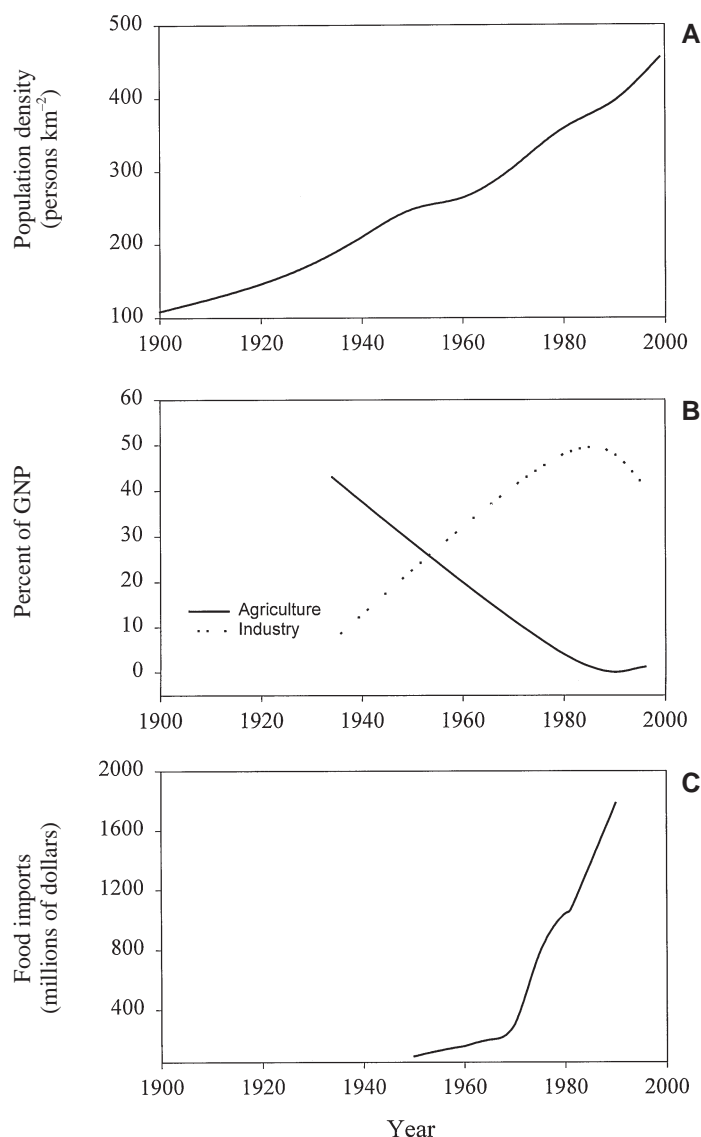 A
Population density
(persons km⁻²)
500
400
300
200
100
1900 1920 1940 1960 1980 2000
B
Percent of GNP
60
50
40
30
20
10
0
Agriculture
Industry
1900 1920 1940 1960 1980 2000
C
Food imports
(millions of dollars)
2000
1600
1200
800
400
1900 1920 1940 1960 1980 2000
Year